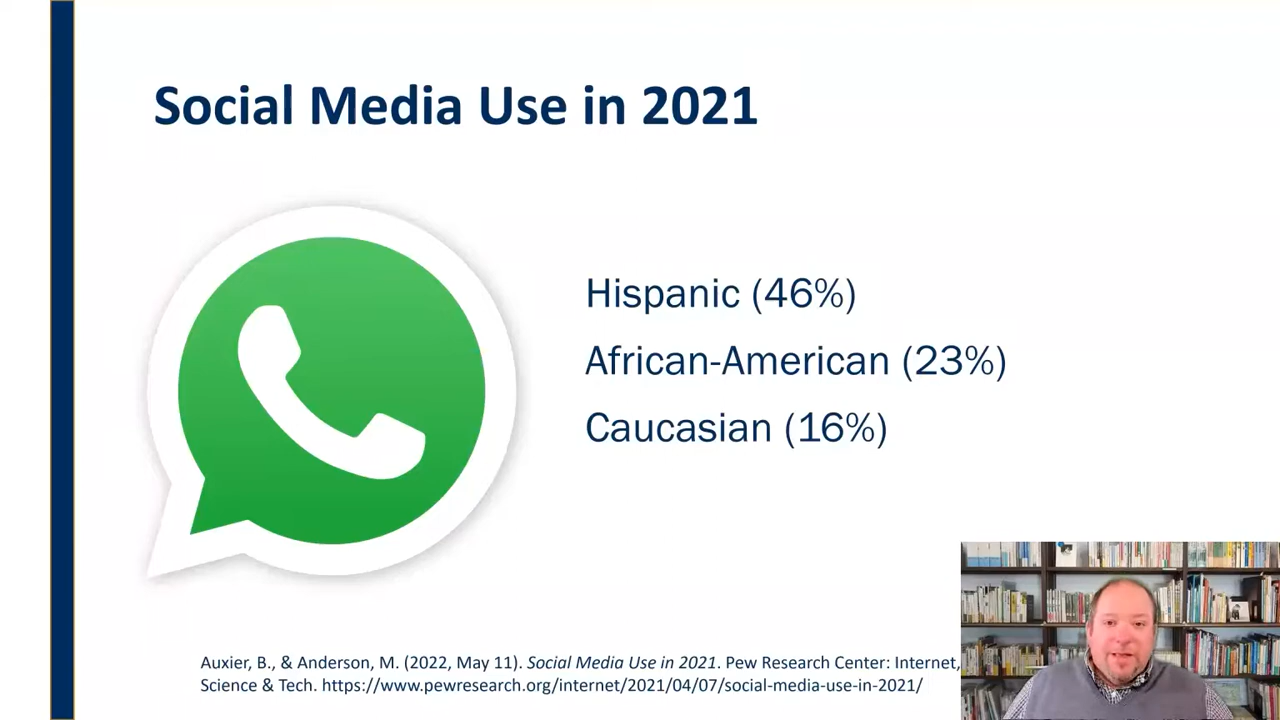 Social Media Use in 2021
Hispanic (46%)
African-American (23%)
Caucasian (16%)
Auxier, B., & Anderson, M. (2022, May 11). Social Media Use in 2021. Pew Research Center: Internet,
Science & Tech. https://www.pewresearch.org/internet/2021/04/07/social-media-use-in-2021/